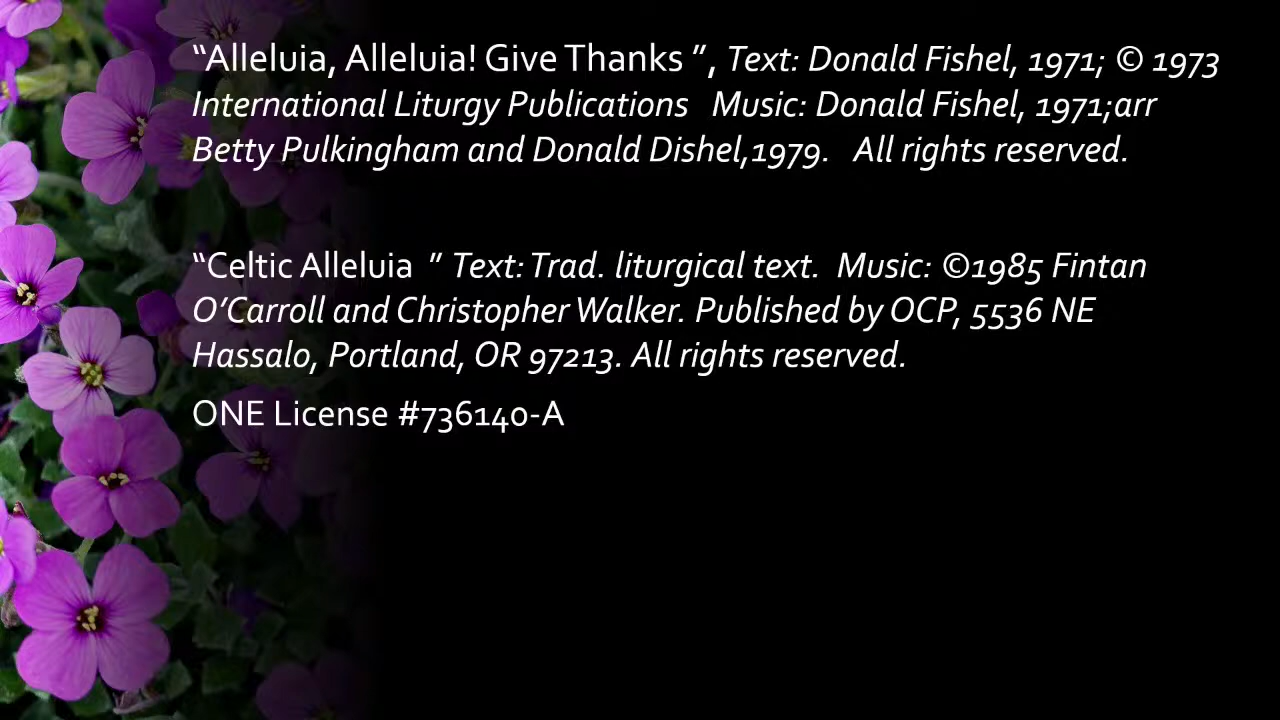 “Alleluia, Alleluia! Give Thanks ”, Text: Donald Fishel, 1971; © 1973
International Liturgy Publications   Music: Donald Fishel, 1971;arr
Betty Pulkingham and Donald Dishel,1979.   All rights reserved.
“Celtic Alleluia  ” Text: Trad. liturgical text.  Music: ©1985 Fintan
O’Carroll and Christopher Walker. Published by OCP, 5536 NE
Hassalo, Portland, OR 97213. All rights reserved.
ONE License #736140-A